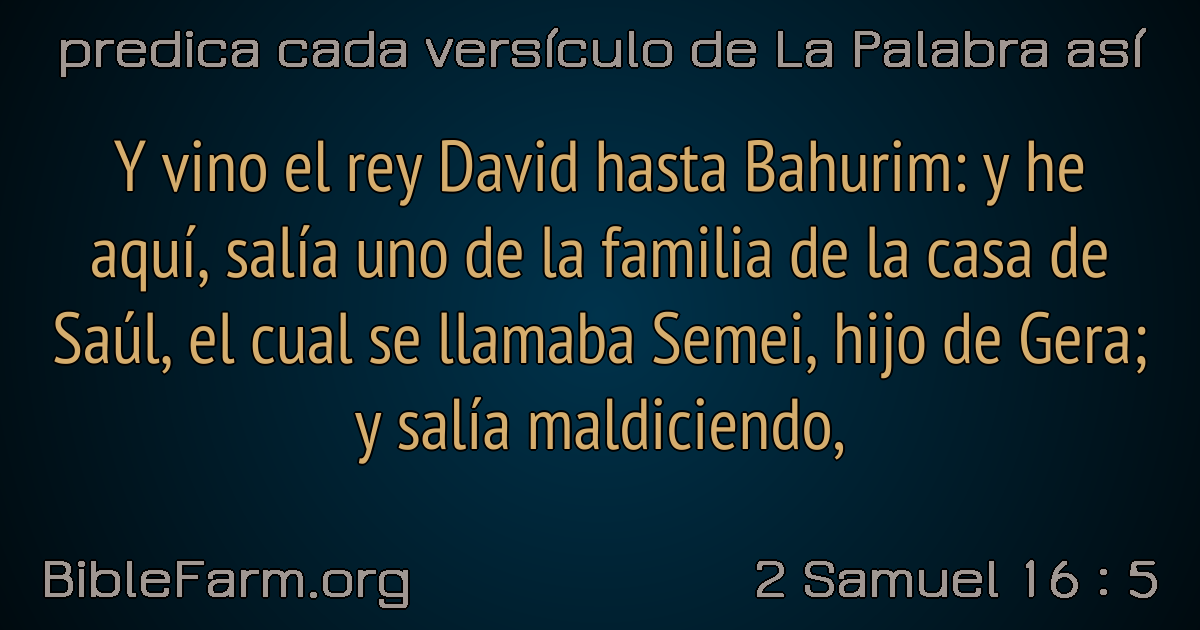 predica cada versículo de La Palabra así
Y vino el rey David hasta Bahurim: y he
aquí, salía uno de la familia de la casa de
Saúl, el cual se llamaba Semei, hijo de Gera;
y salía maldiciendo,
BibleFarm.org
2 Samuel 16 : 5